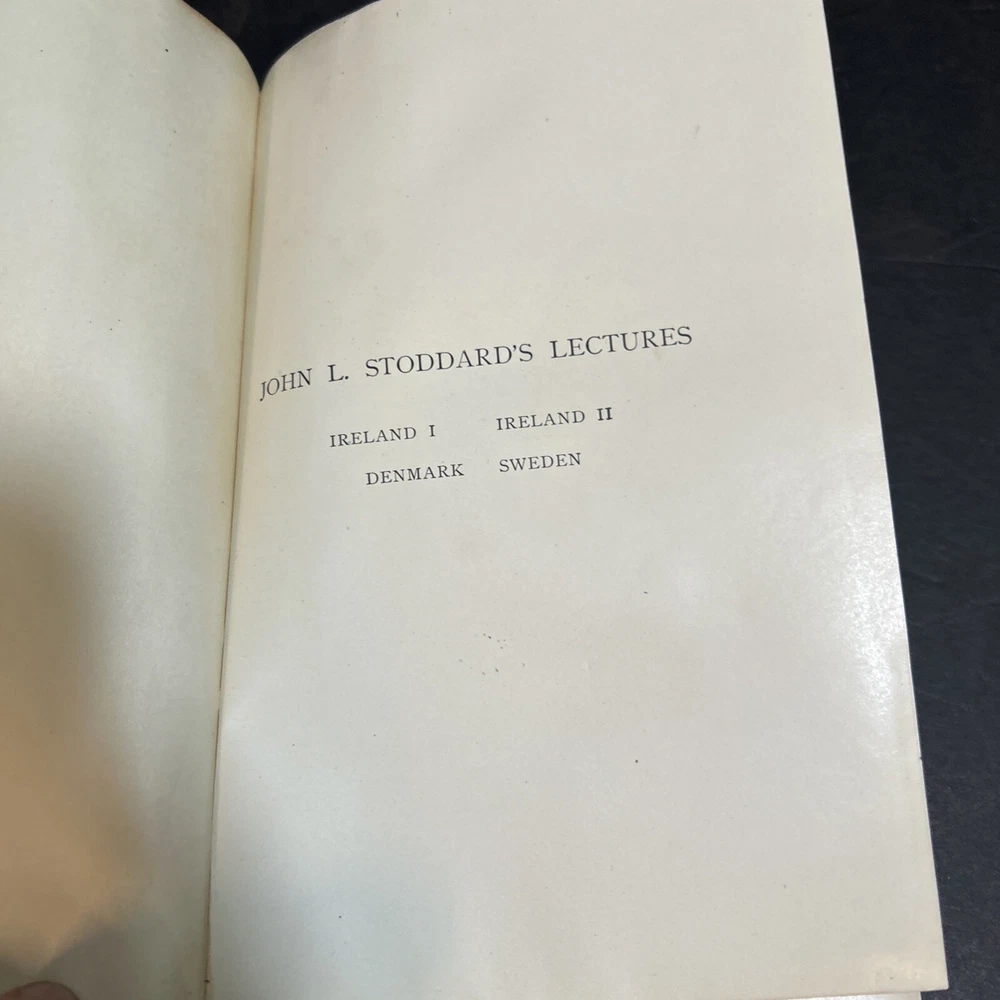 JOHN L. STODDARD'S LECTURES
IRELAND I IRELAND II
DENMARK SWEDEN